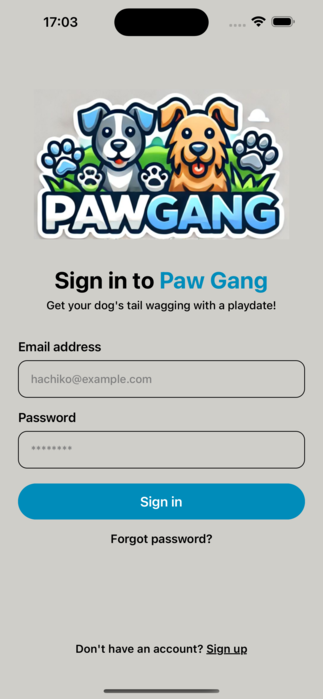 17:03
PAWGANG
Sign in to Paw Gang
Get your dog's tail wagging with a playdate!
Email address
hachiko@example.com
Password
********
Sign in
Forgot password?
Don't have an account? Sign up